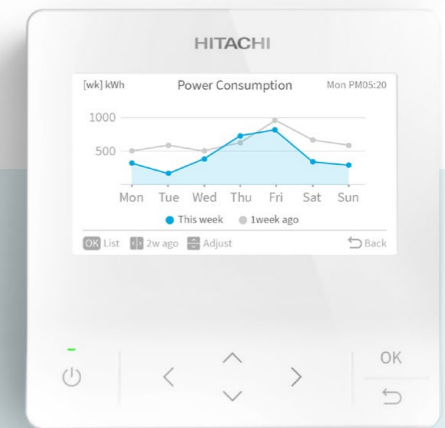 HITACHI
[wk] kWh Power Consumption Mon PM05:20
1000
500
Mon Tue Wed Thu Fri Sat Sun
This week 1week ago
OK List 2w ago Adjust Back
OK